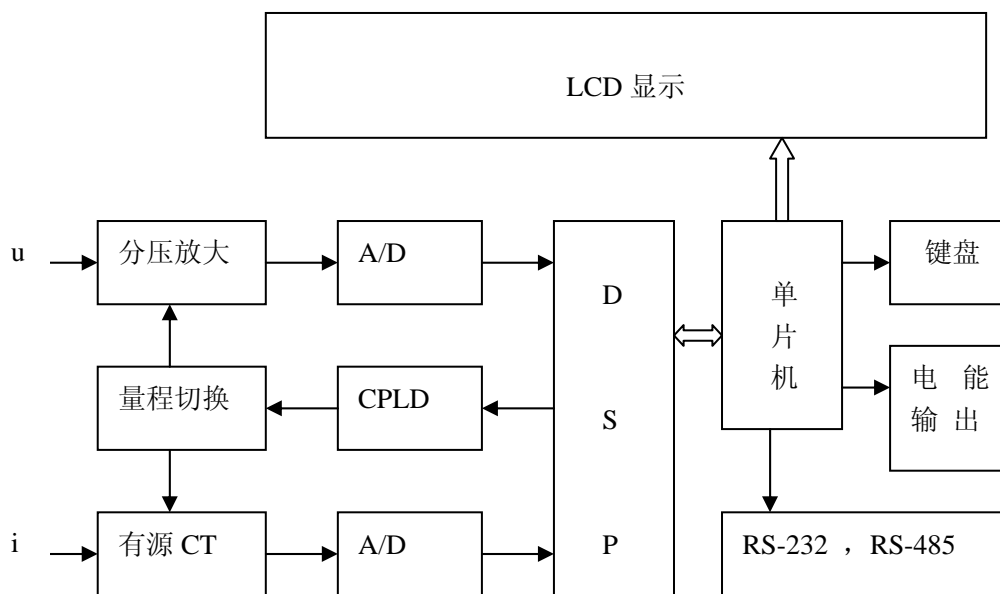 LCD 显示
u
分压放大
A/D
D
S
P
单
片
机
键盘
量程切换
CPLD
电 能
输 出
i
有源 CT
A/D
RS-232 ，RS-485